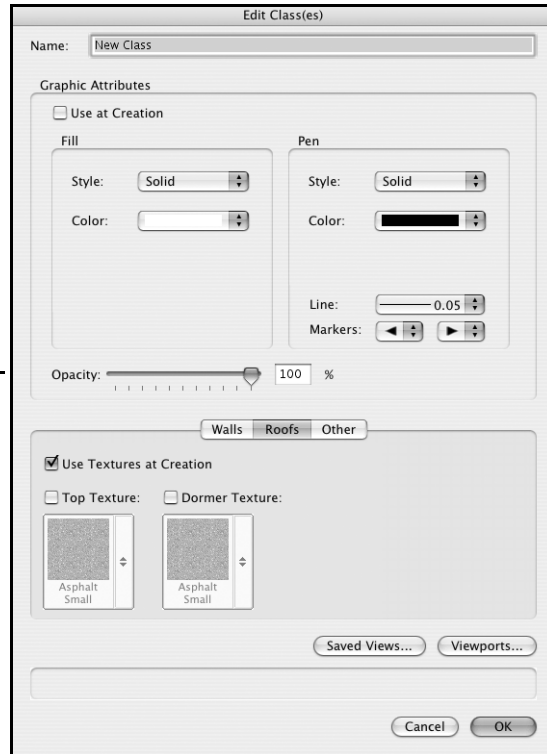 Edit Class(es)
Name: New Class
Graphic Attributes
Use at Creation
Fill
Pen
Style: Solid
Style: Solid
Color:
Color:
Line: 0.05
Markers:
Opacity: 100 %
Walls Roofs Other
Use Textures at Creation
Top Texture: Dormer Texture:
Asphalt Small
Asphalt Small
Saved Views... Viewports...
Cancel OK